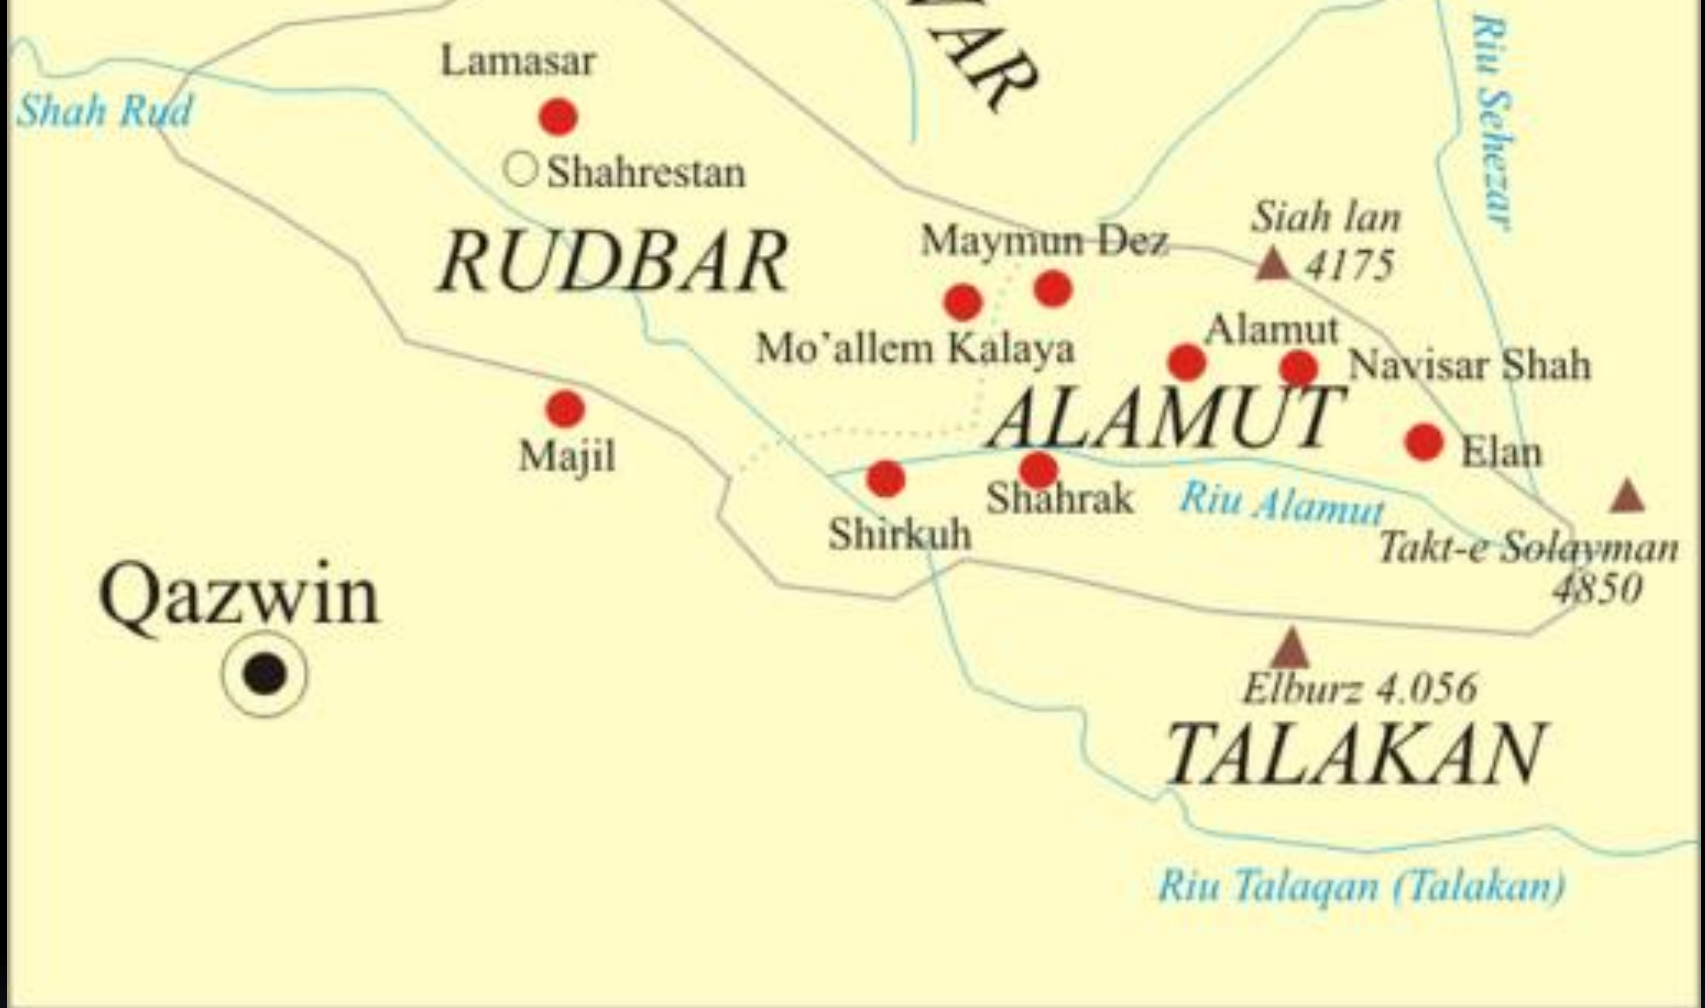 Lamasar
Shah Rud
Riu Sehezar
Shahrestan
RUDBAR
Siah lan
4175
Maymun Dez
Mo’allem Kalaya
Alamut
Navisar Shah
ALAMUT
Majil
Elan
Shahrak
Riu Alamut
Shirkuh
Takt-e Solayman
4850
Qazwin
Elburz 4.056
TALAKAN
Riu Talaqan (Talakan)